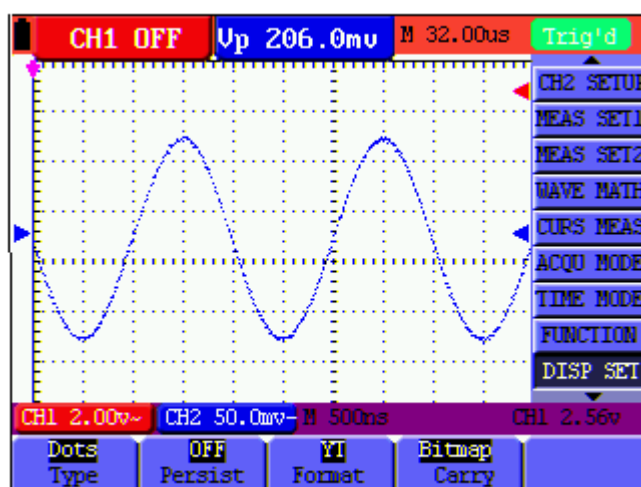 CH1 OFF Vp 206.0mv M 32.00us Trig'd
CH2 SETUP
MEAS SET1
MEAS SET2
WAVE MATH
CURS MEAS
ACQU MODE
TIME MODE
FUNCTION
DISP SET
CH1 2.00v~ CH2 50.0mv- M 500ns CH1 2.56v
Dots OFF YT Bitmap
Type Persist Format Carry